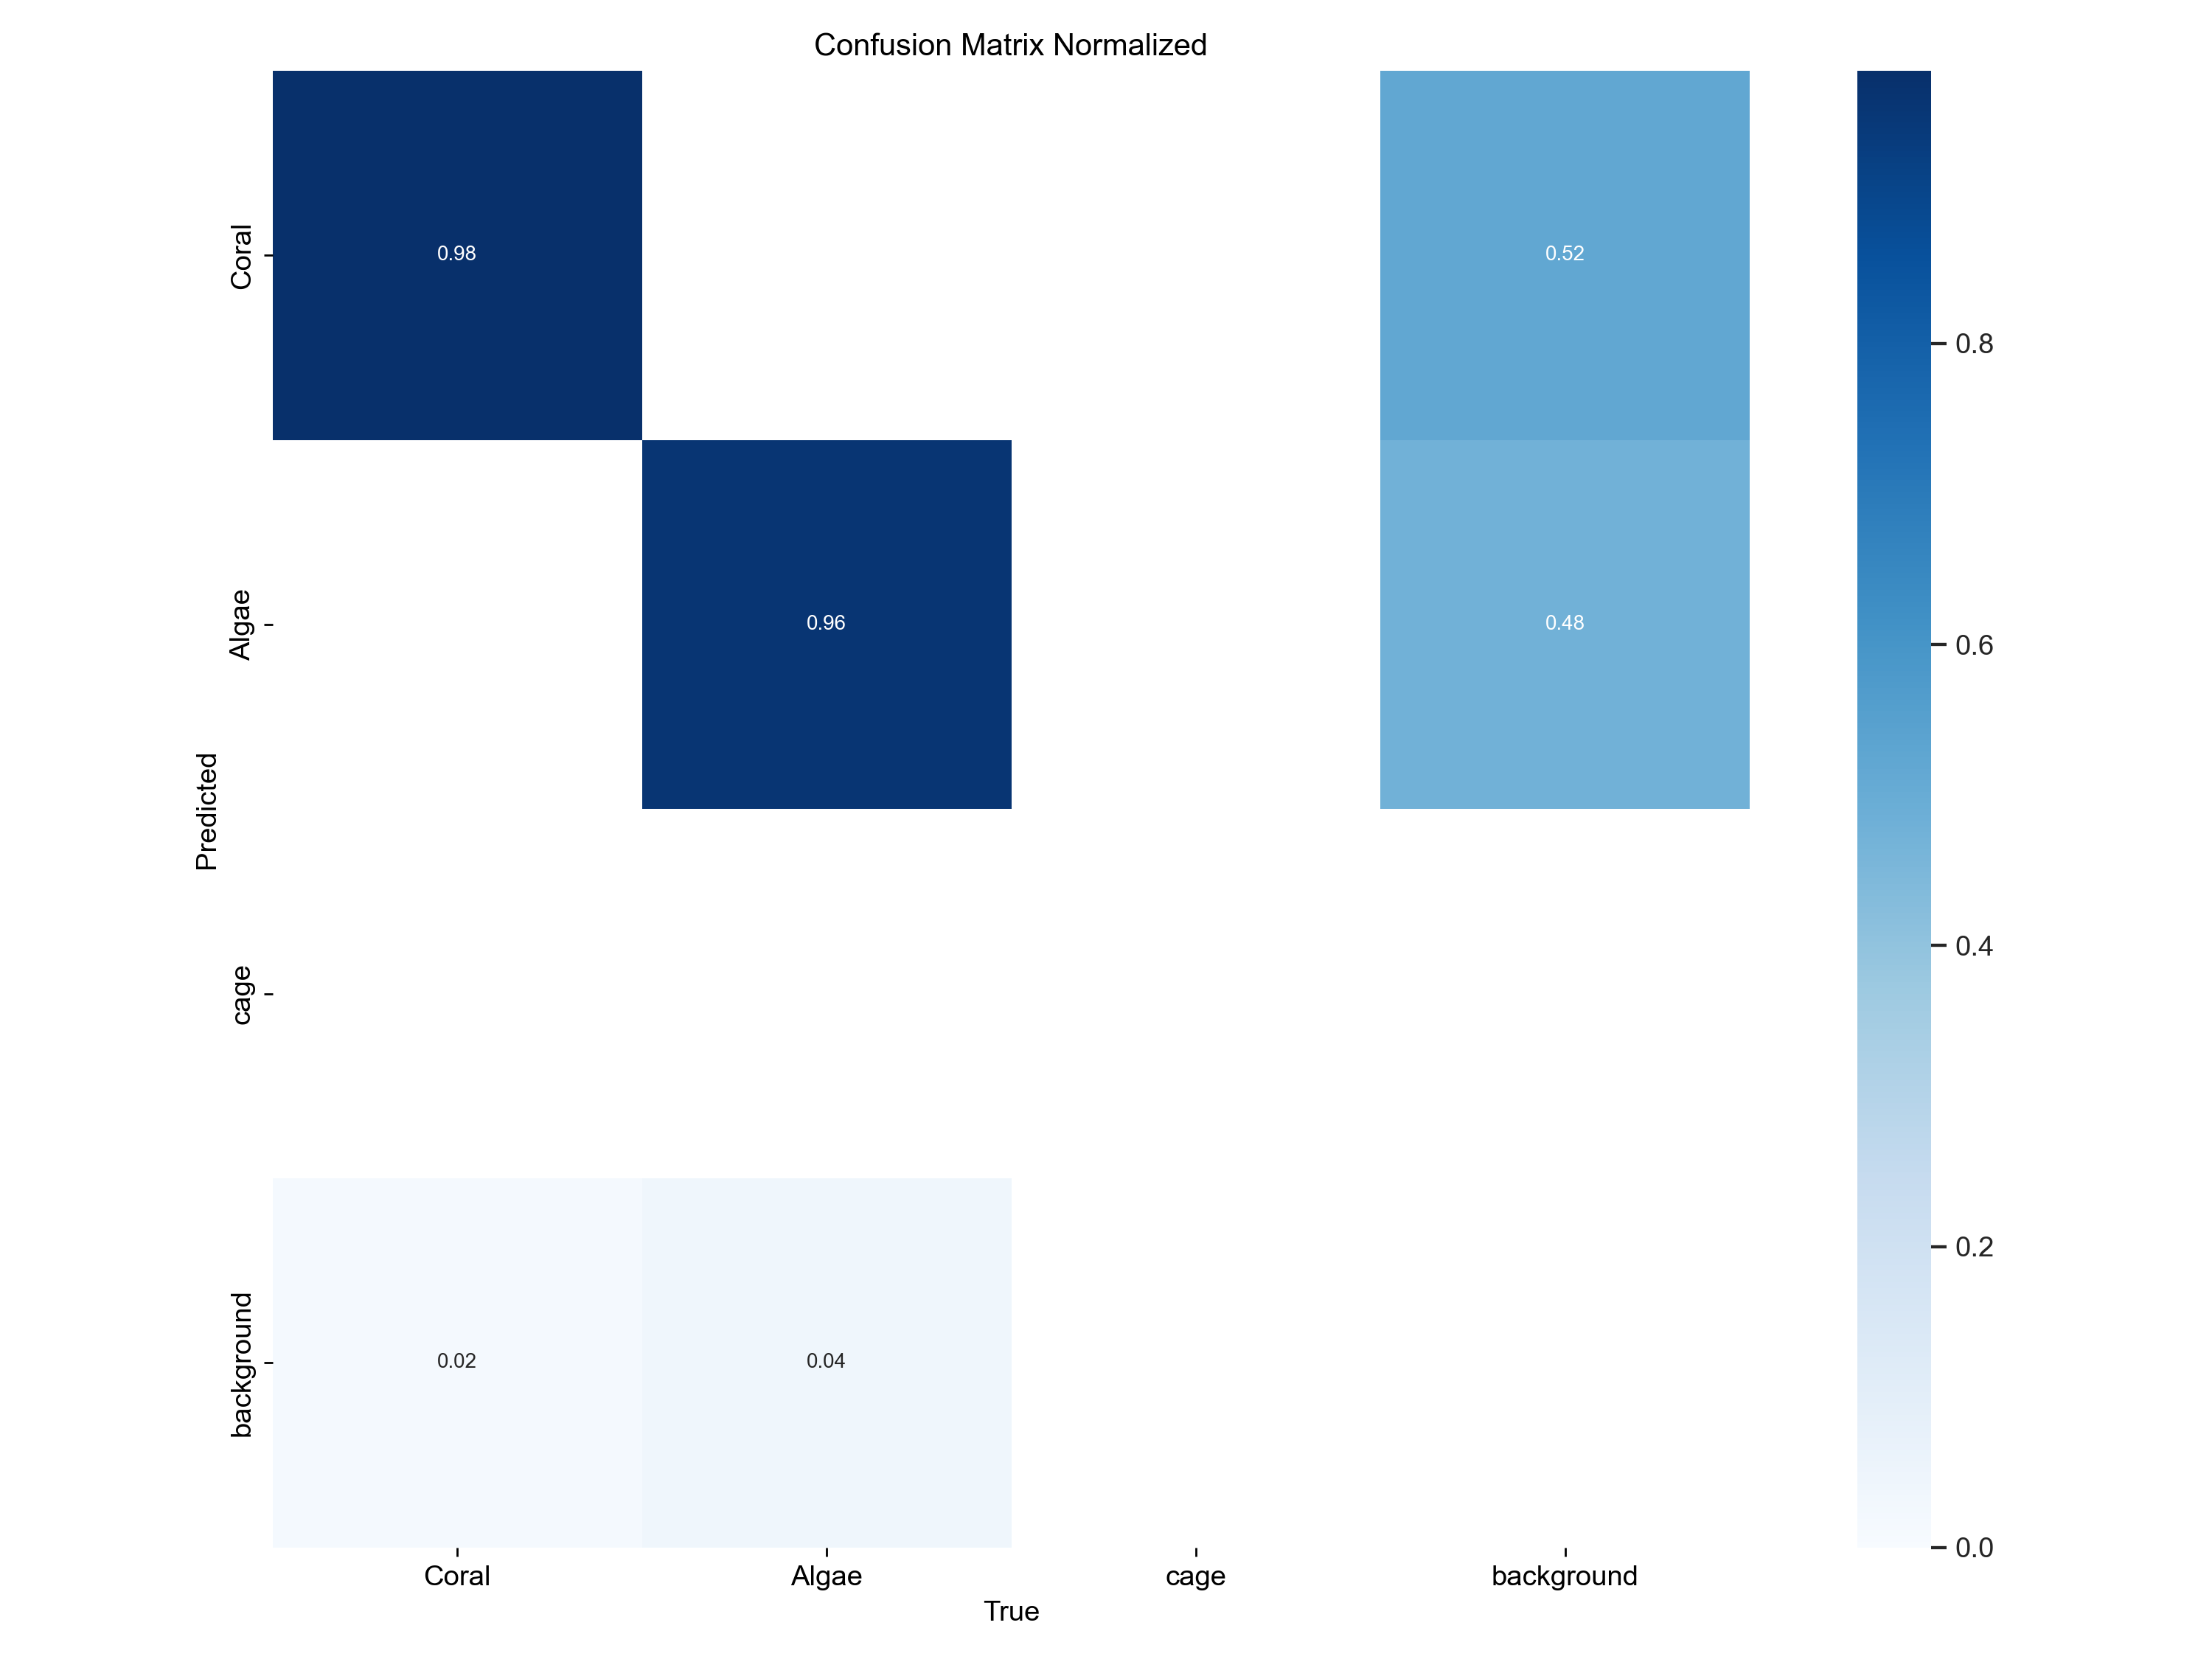 Confusion Matrix Normalized
Coral
0.98
0.52
0.8
Algae
0.96
0.48
0.6
Predicted
0.4
cage
0.2
background
0.02
0.04
0.0
Coral
Algae
cage
background
True